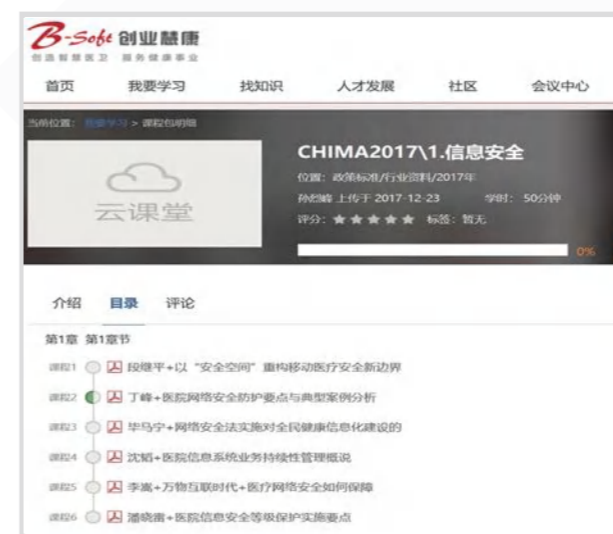 B-Soft 创业慧康
创造智慧医卫 服务健康事业
首页 我要学习 找知识 人才发展 社区 会议中心
当前位置: 我要学习 > 课程包明细
云课堂
CHIMA2017\1.信息安全
位置: 政策标准/行业资料/2017年
上传于 2017-12-23 学时: 50分钟
评分: ★★★★★ 标签: 暂无
0%
介绍 目录 评论
第1章 第1章节
课程1 段继平+以“安全空间”重构移动医疗安全新边界
课程2 丁峰+医院网络安全防护要点与典型案例分析
课程3 毕马宁+网络安全法实施对全民健康信息化建设的
课程4 沈韬+医院信息系统业务持续性管理概说
课程5 李嵩+万物互联时代+医疗网络安全如何保障
课程6 潘晓雷+医院信息安全等级保护实施要点